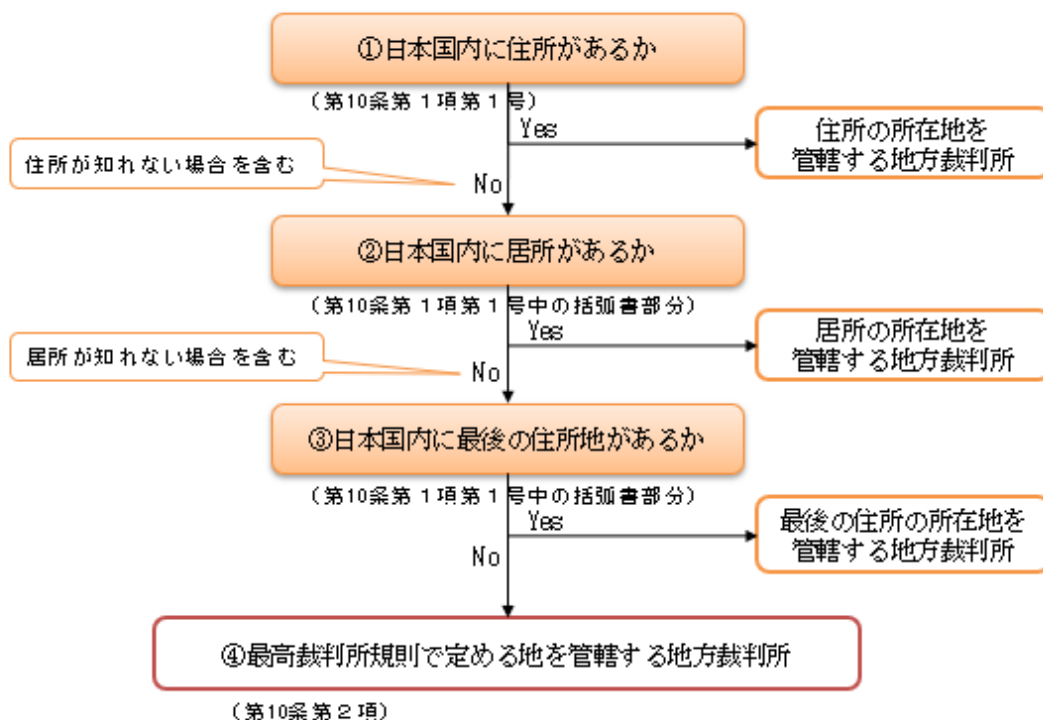 ①日本国内に住所があるか
（第10条第１項第１号）
Yes
住所の所在地を
管轄する地方裁判所
住所が知れない場合を含む
No
②日本国内に居所があるか
（第10条第１項第１号中の括弧書部分）
Yes
居所の所在地を
管轄する地方裁判所
居所が知れない場合を含む
No
③日本国内に最後の住所地があるか
（第10条第１項第１号中の括弧書部分）
Yes
最後の住所の所在地を
管轄する地方裁判所
No
④最高裁判所規則で定める地を管轄する地方裁判所
（第10条第２項）